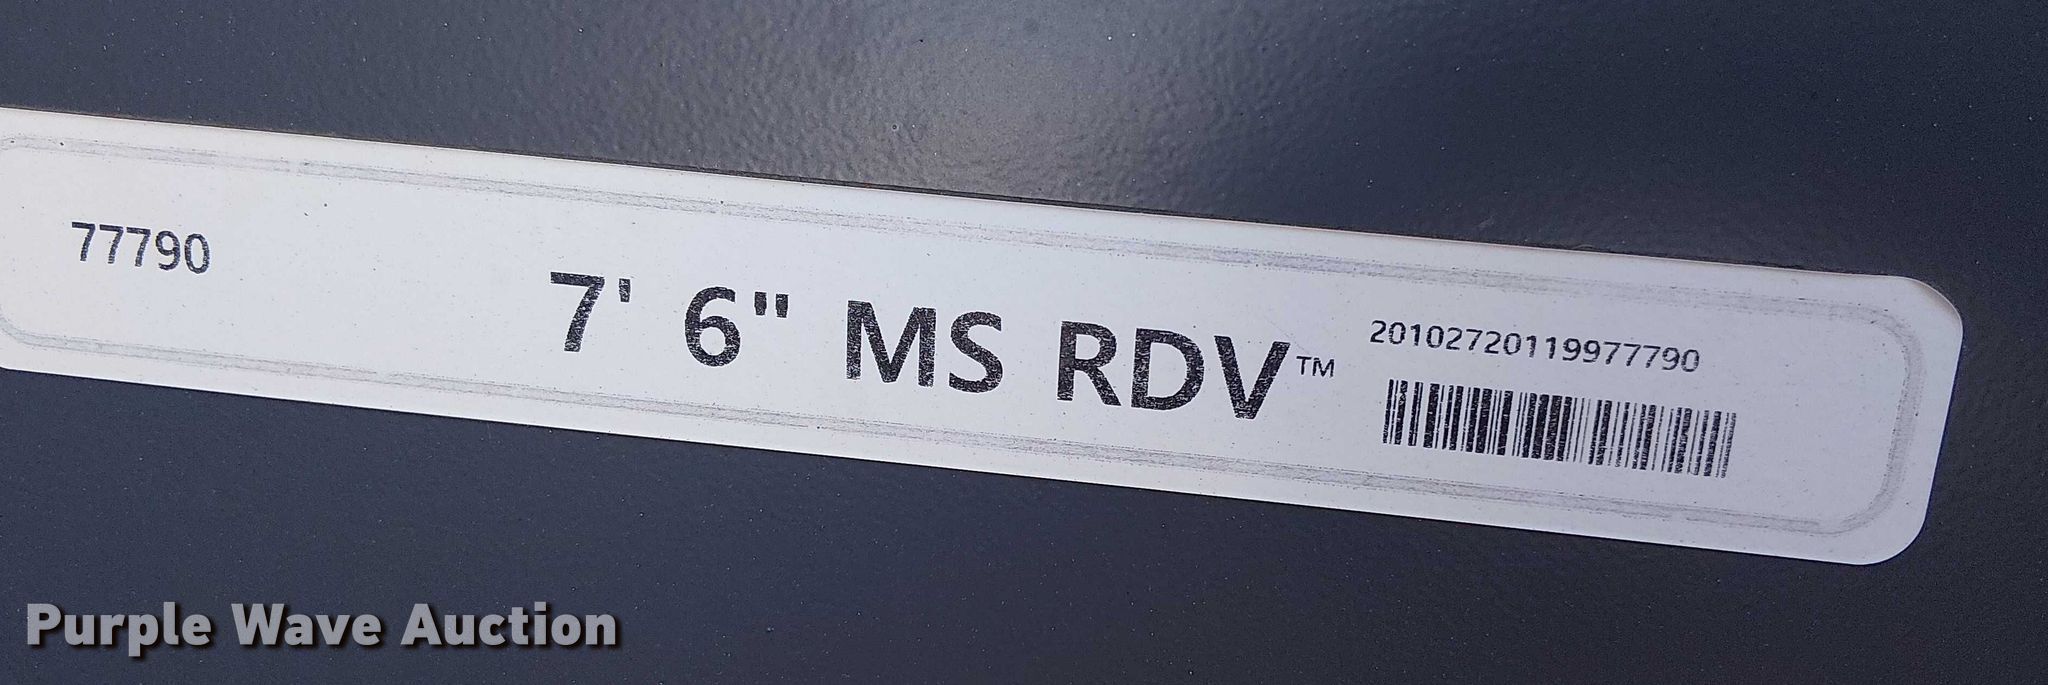 77790
7' 6" MS RDV™
20102720119977790
Purple Wave Auction